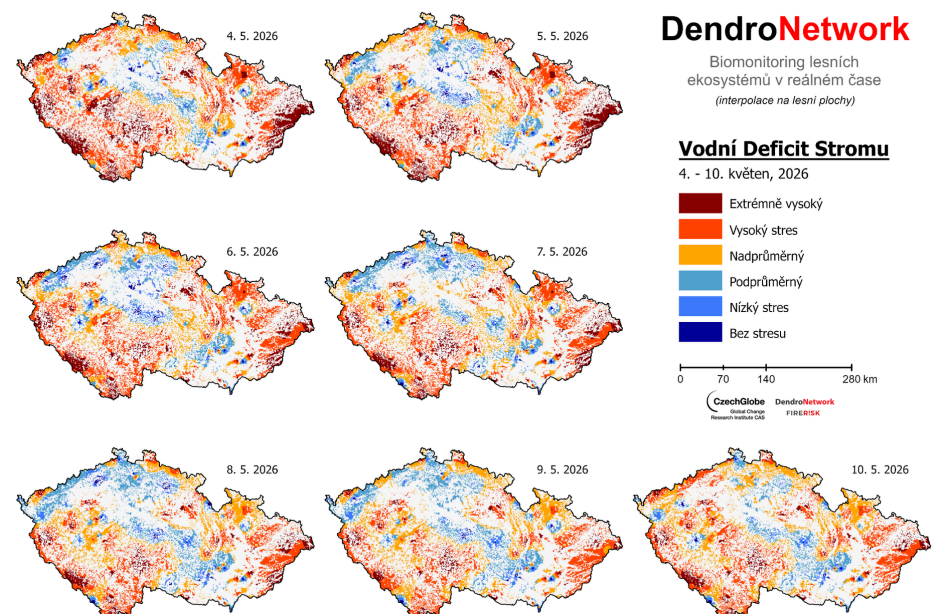 DendroNetwork
Biomonitoring lesních
ekosystémů v reálném čase
(interpolace na lesní plochy)
4. 5. 2026
5. 5. 2026
6. 5. 2026
7. 5. 2026
8. 5. 2026
9. 5. 2026
10. 5. 2026
Vodní Deficit Stromu
4. - 10. květen, 2026
Extrémně vysoký
Vysoký stres
Nadprůměrný
Podprůměrný
Nízký stres
Bez stresu
0 70 140 280 km
CzechGlobe
Global Change
Research Institute CAS
DendroNetwork
FIRER!SK